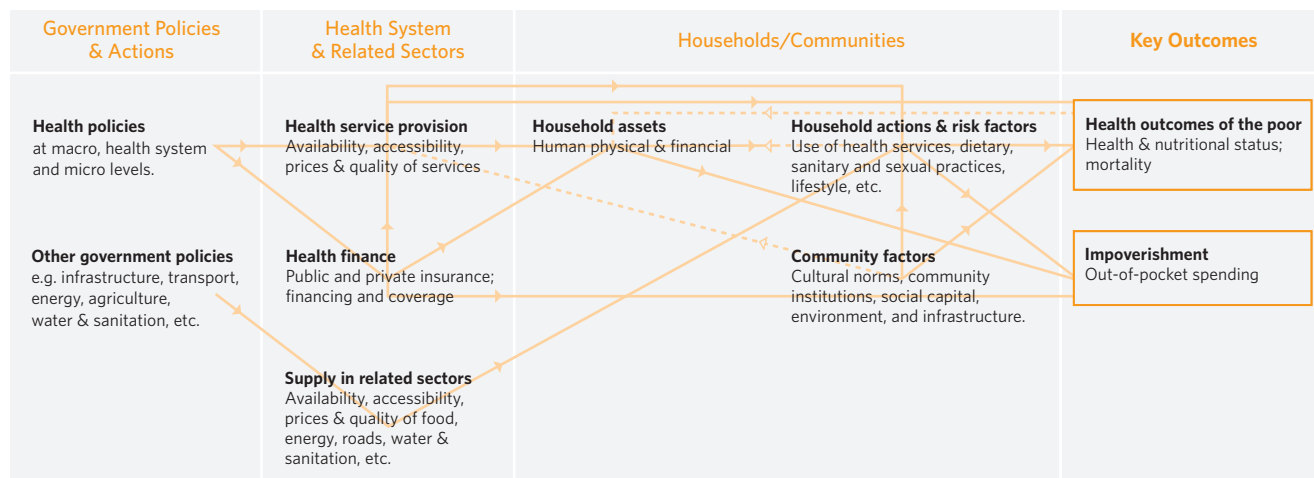 Government Policies
& Actions
Health System
& Related Sectors
Households/Communities
Key Outcomes
Health policies
at macro, health system
and micro levels.
Other government policies
e.g. infrastructure, transport,
energy, agriculture,
water & sanitation, etc.
Health service provision
Availability, accessibility,
prices & quality of services
Health finance
Public and private insurance;
financing and coverage
Supply in related sectors
Availability, accessibility,
prices & quality of food,
energy, roads, water &
sanitation, etc.
Household assets
Human physical & financial
Household actions & risk factors
Use of health services, dietary,
sanitary and sexual practices,
lifestyle, etc.
Community factors
Cultural norms, community
institutions, social capital,
environment, and infrastructure.
Health outcomes of the poor
Health & nutritional status;
mortality
Impoverishment
Out-of-pocket spending